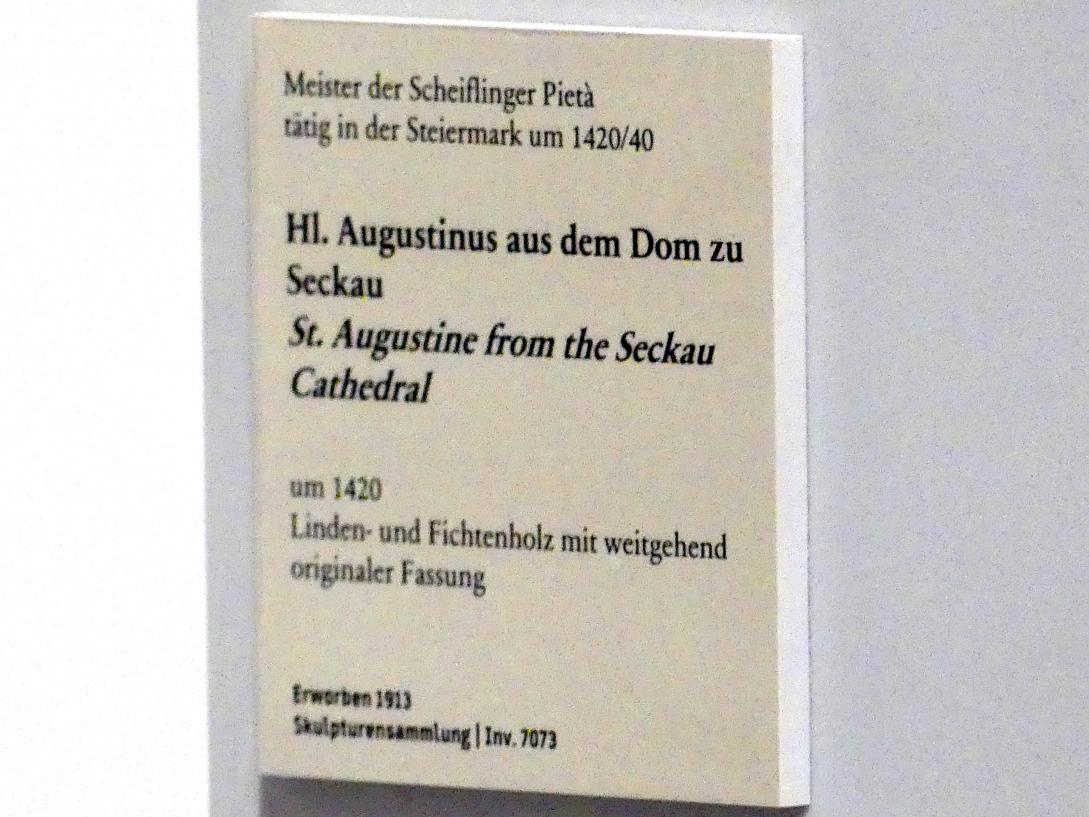 Meister der Scheiflinger Pietà
tätig in der Steiermark um 1420/40
Hl. Augustinus aus dem Dom zu
Seckau
St. Augustine from the Seckau
Cathedral
um 1420
Linden- und Fichtenholz mit weitgehend
originaler Fassung
Erworben 1913
Skulpturensammlung | Inv. 7073